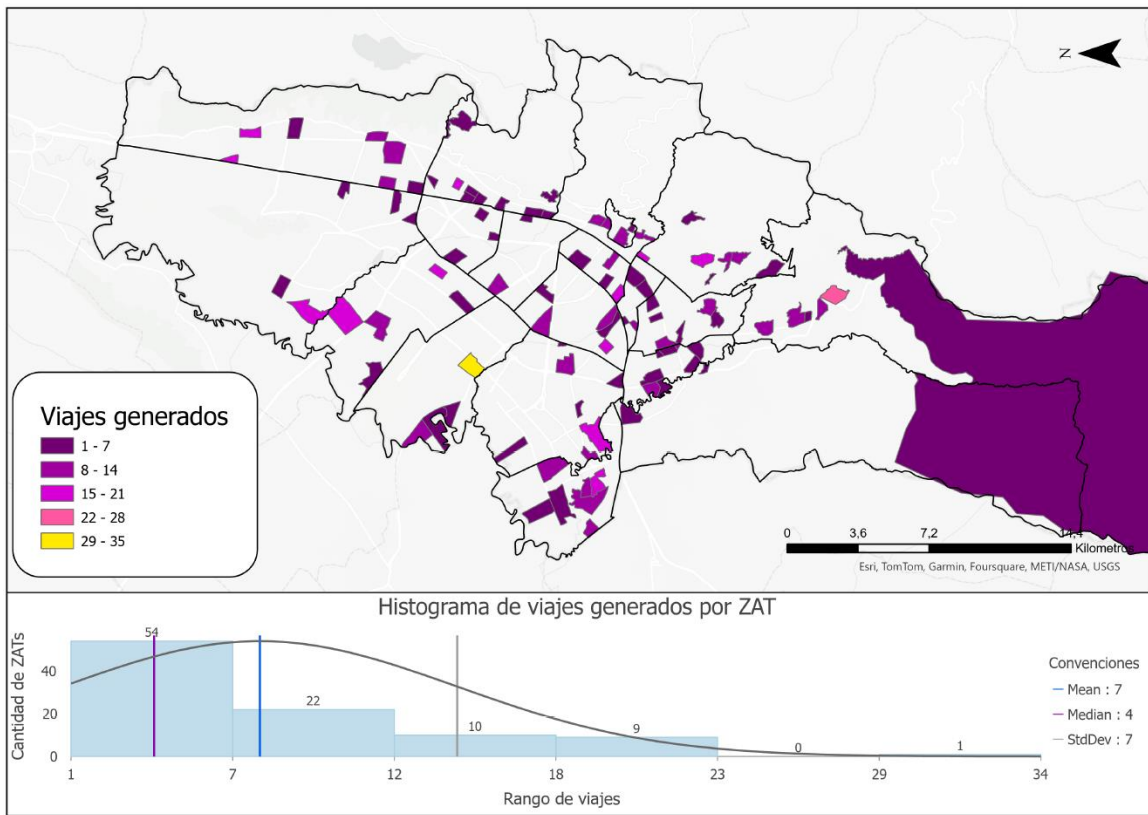 N
Viajes generados
1 - 7
8 - 14
15 - 21
22 - 28
29 - 35
0 3,6 7,2 14,4
Kilometros
Esri, TomTom, Garmin, Foursquare, METI/NASA, USGS
Histograma de viajes generados por ZAT
Cantidad de ZATs
40
20
0
54
22
10
9
0
1
1 7 12 18 23 29 34
Rango de viajes
Convenciones
Mean : 7
Median : 4
StdDev : 7